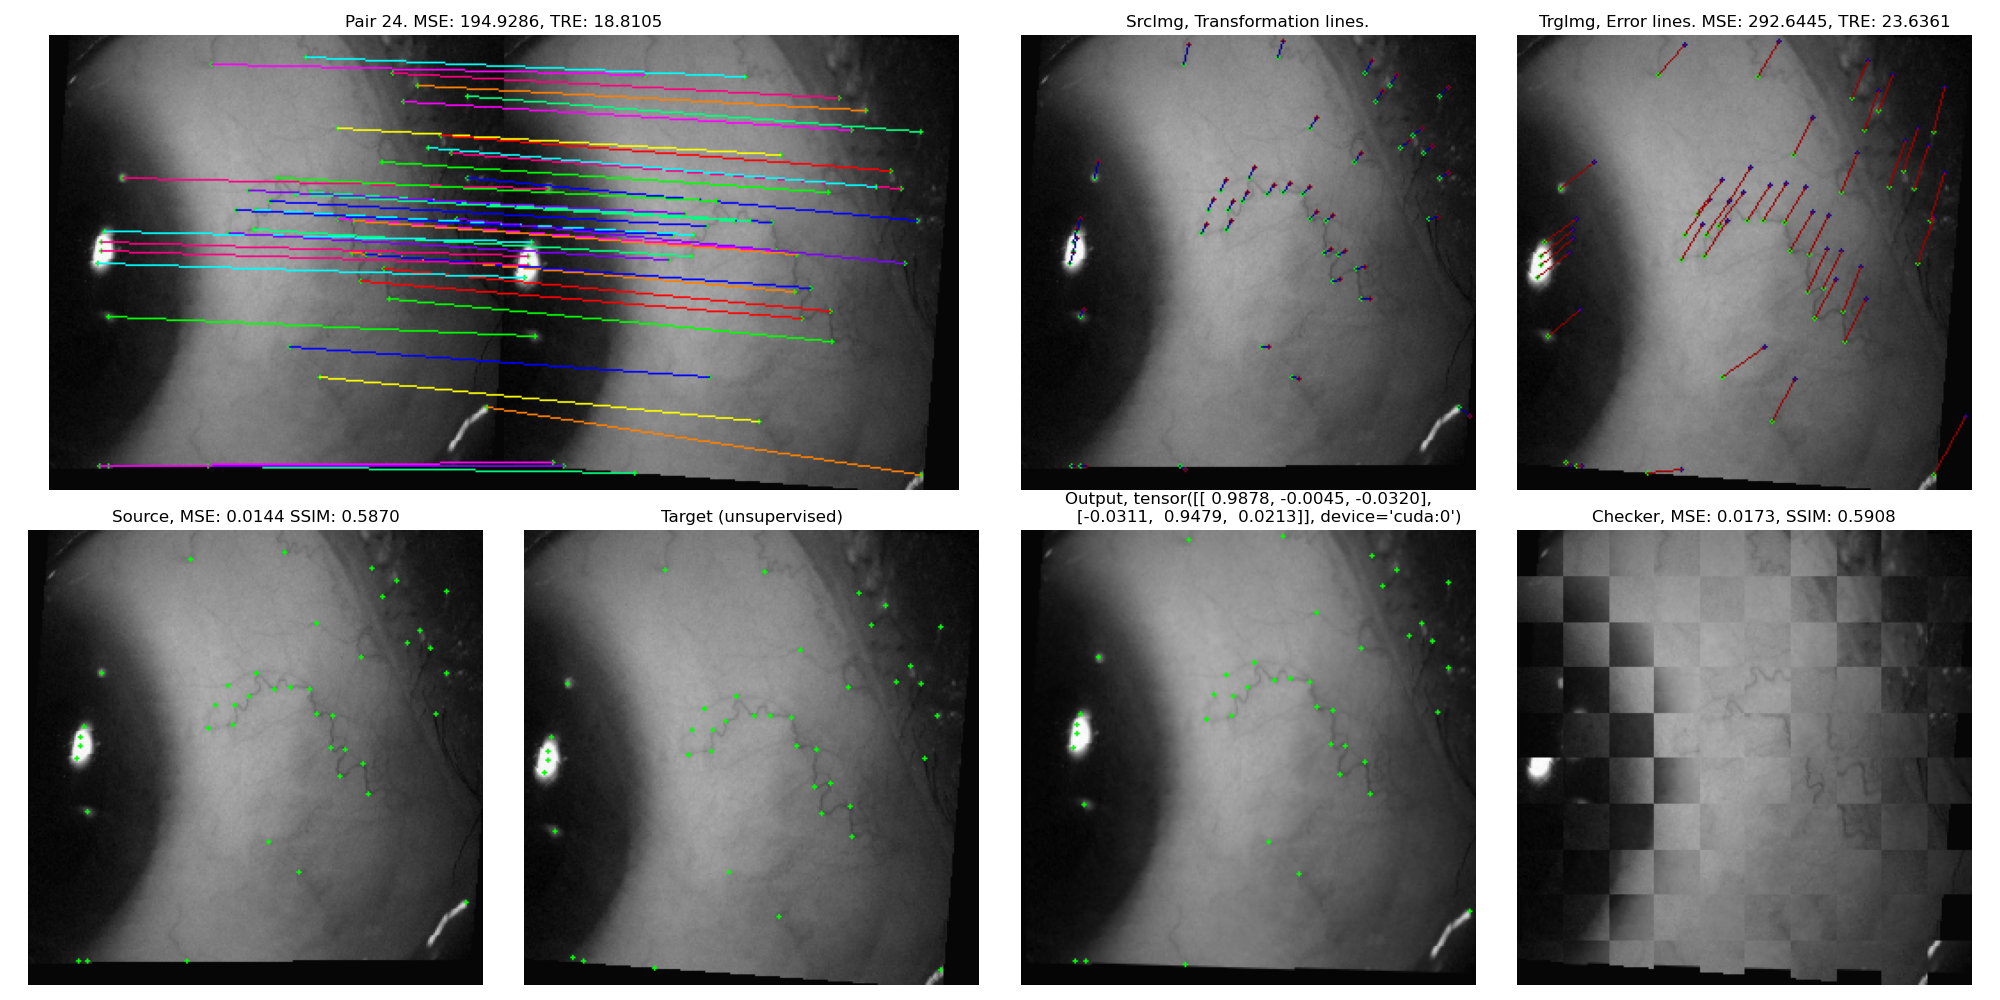 Pair 24. MSE: 194.9286, TRE: 18.8105
SrcImg, Transformation lines.
TrgImg, Error lines. MSE: 292.6445, TRE: 23.6361
Source, MSE: 0.0144 SSIM: 0.5870
Target (unsupervised)
Output, tensor([[ 0.9878, -0.0045, -0.0320],
[-0.0311,  0.9479,  0.0213]], device='cuda:0')
Checker, MSE: 0.0173, SSIM: 0.5908